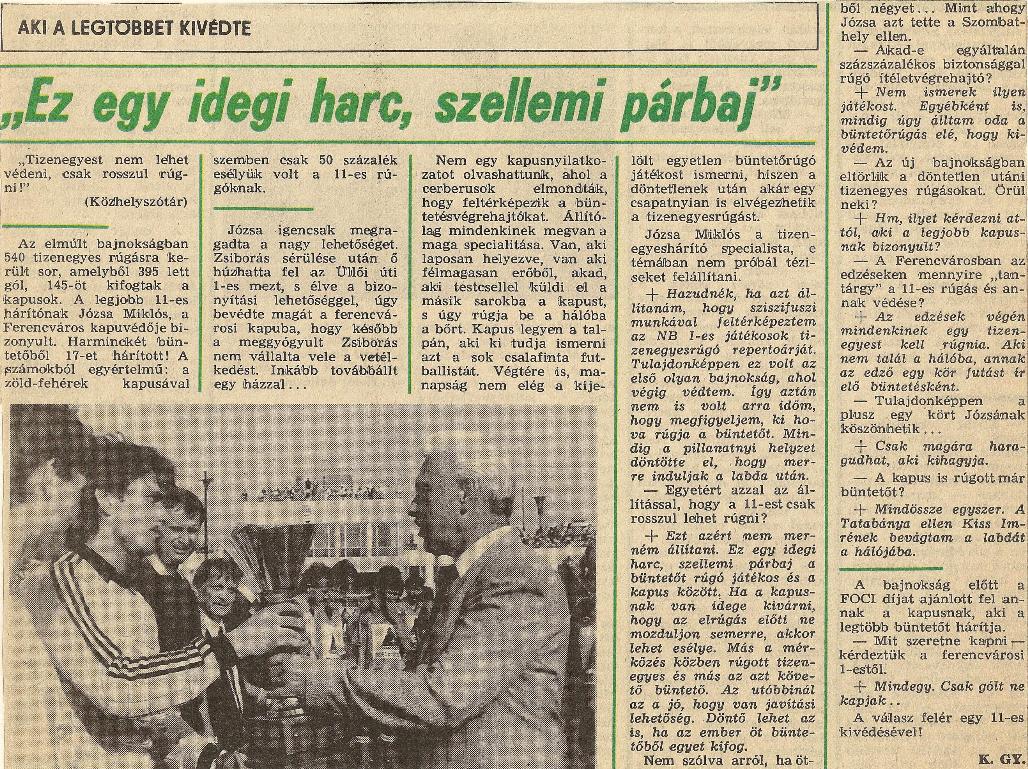 AKI A LEGTÖBBET KIVÉDTE
„Ez egy idegi harc, szellemi párbaj”
„Tizenegyest nem lehet
védeni, csak rosszul rúg-
ni!”
(Közhelyszótár)
Az elmúlt bajnokságban
540 tizenegyes rúgásra ke-
rült sor, amelyből 395 lett
gól, 145-öt kifogtak a
kapusok. A legjobb 11-es
hárítónak Józsa Miklós, a
Ferencváros kapuvédője bi-
zonyult. Harminckét bün-
tetőből 17-et hárított! A
számokból egyértelmű: a
zöld-fehérek kapusával
szemben csak 50 százalék
esélyük volt a 11-es rú-
góknak.
Józsa igencsak megra-
gadta a nagy lehetőséget.
Zsiborás sérülése után ő
húzhatta fel az Üllői úti
1-es mezt, s élve a bizo-
nyítási lehetőséggel, úgy
bevédte magát a ferencvá-
rosi kapuba, hogy később
a meggyógyult Zsiborás
nem vállalta vele a vetél-
kedést. Inkább továbbállt
egy házzal...
Nem egy kapusnyilatko-
zatot olvashattunk, ahol a
cerberusok elmondták,
hogy feltérképezik a bün-
tetésvégrehajtókat. Állító-
lag mindenkinek megvan a
maga specialitása. Van, aki
laposan helyezve, van aki
félmagasan erőből, akad,
aki testcsellel küldi el a
másik sarokba a kapust,
s úgy rúgja be a hálóba
a bőrt. Kapus legyen a tal-
pán, aki ki tudja ismerni
azt a sok csalafinta fut-
ballistát. Végtére is, ma-
napság nem elég a kije-
lölt egyetlen büntetőrúgó
játékost ismerni, hiszen a
döntetlenek után akár egy
csapatnyian is elvégezhetik
a tizenegyesrúgást.
Józsa Miklós a tizen-
egyeshárító specialista, e
témában nem próbál tézi-
seket felállítani.
+ Hazudnék, ha azt ál-
lítanám, hogy sziszifuszi
munkával feltérképeztem
az NB I-es játékosok ti-
zenegyesrúgó repertoárját.
Tulajdonképpen ez volt az
első olyan bajnokság, ahol
végig védtem. Így aztán
nem is volt arra időm,
hogy megfigyeljem, ki ho-
va rúgja a büntetőt. Min-
dig a pillanatnyi helyzet
döntötte el, hogy mer-
re induljak a labda után.
— Egyetért azzal az ál-
lítással, hogy a 11-est csak
rosszul lehet rúgni?
+ Ezt azért nem mer-
ném állítani. Ez egy idegi
harc, szellemi párbaj a
büntetőt rúgó játékos és a
kapus között. Ha a kapus-
nak van idege kivárni,
hogy az elrúgás előtt ne
mozduljon semerre, akkor
lehet esélye. Más a mér-
kőzés közben rúgott tizen-
egyes és más az azt köve-
tő büntető. Az utóbbinál
az a jó, hogy van javítási
lehetőség. Döntő lehet az
is, ha az ember öt bünte-
tőből egyet kifog.
Nem szólva arról, ha öt-
ből négyet... Mint ahogy
Józsa azt tette a Szombat-
hely ellen.
— Akad-e egyáltalán
százszázalékos biztonsággal
rúgó ítéletvégrehajtó?
+ Nem ismerek ilyen
játékost. Egyébként is,
mindig úgy álltam oda a
büntetőrúgás elé, hogy ki-
védem.
— Az új bajnokságban
eltörlik a döntetlen utáni
tizenegyes rúgásokat. Örül
neki?
+ Hm, ilyet kérdezni at-
tól, aki a legjobb kapus-
nak bizonyult?
— A Ferencvárosban az
edzéseken mennyire „tan-
tárgy” a 11-es rúgás és an-
nak védése?
+ Az edzések végén
mindenkinek egy tizen-
egyest kell rúgnia. Aki
nem talál a hálóba, annak
az edző egy kör futást ír
elő büntetésként.
— Tulajdonképpen a
plusz egy kört Józsának
köszönhetik...
+ Csak magára hara-
gudhat, aki kihagyja.
— A kapus is rúgott már
büntetőt?
+ Mindössze egyszer. A
Tatabánya ellen Kiss Im-
rének bevágtam a labdát
a hálójába.
A bajnokság előtt a
FOCI díjat ajánlott fel an-
nak a kapusnak, aki a
legtöbb büntetőt hárítja.
— Mit szeretne kapni —
kérdeztük a ferencvárosi
1-estől.
+ Mindegy. Csak gólt ne
kapjak..
A válasz felér egy 11-es
kivédésével!
K. GY.